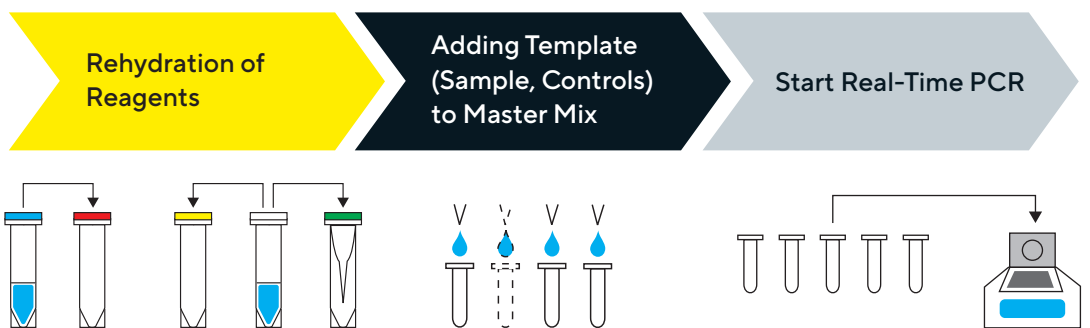 Rehydration of
Reagents
Adding Template
(Sample, Controls)
to Master Mix
Start Real-Time PCR